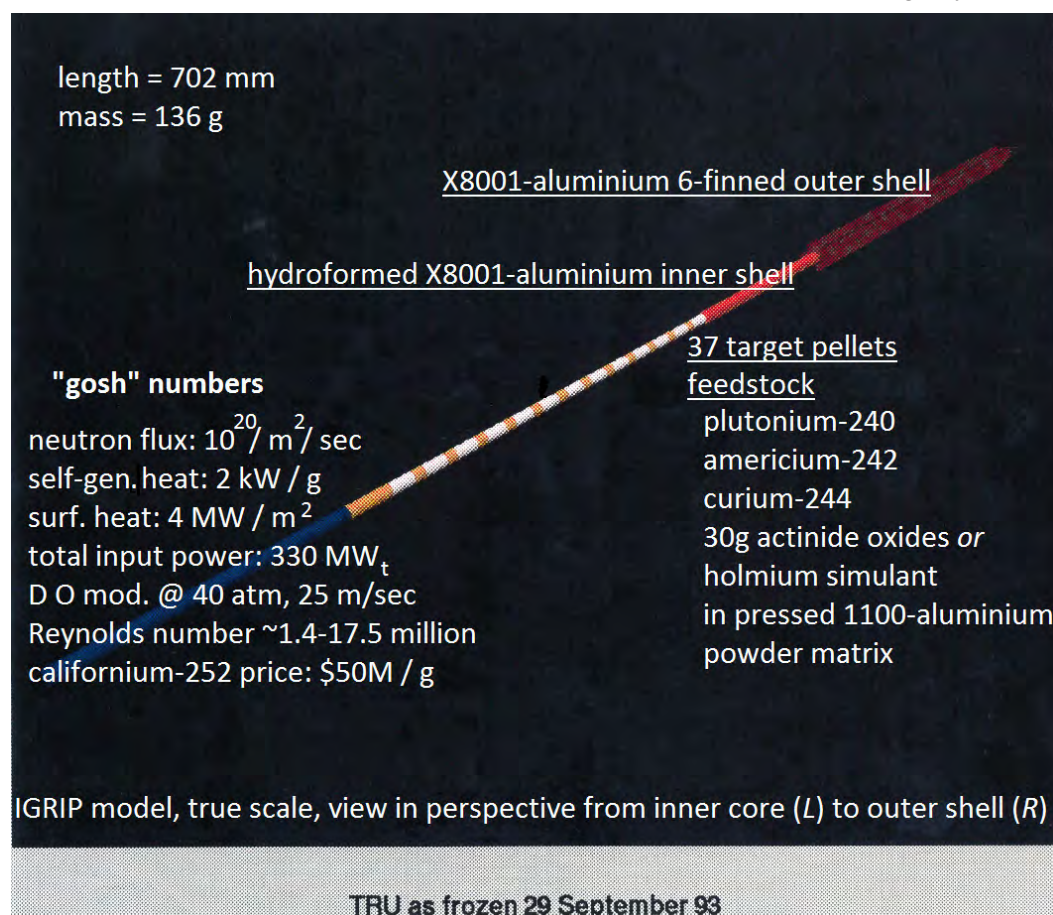 length = 702 mm
mass = 136 g
X8001-aluminium 6-finned outer shell
hydroformed X8001-aluminium inner shell
37 target pellets
feedstock
plutonium-240
americium-242
curium-244
30g actinide oxides or
holmium simulant
in pressed 1100-aluminium
powder matrix
"gosh" numbers
neutron flux: 10²⁰/ m²/ sec
self-gen. heat: 2 kW / g
surf. heat: 4 MW / m²
total input power: 330 MWₜ
D O mod. @ 40 atm, 25 m/sec
Reynolds number ~1.4-17.5 million
californium-252 price: $50M / g
IGRIP model, true scale, view in perspective from inner core (L) to outer shell (R)
TRU as frozen 29 September 93